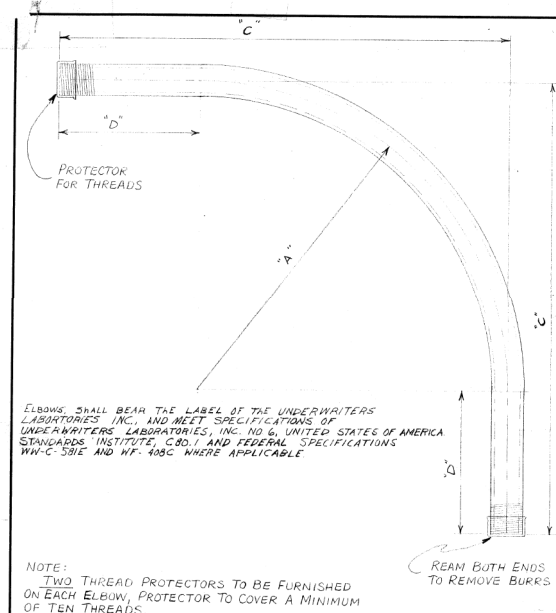 "C"
"D"
PROTECTOR
FOR THREADS
"A"
"C"
ELBOWS, SHALL BEAR THE LABEL OF THE UNDERWRITERS
LABORTORIES INC., AND MEET SPECIFICATIONS OF
UNDERWRITERS LABORATORIES, INC. NO 6, UNITED STATES OF AMERICA
STANDARDS INSTITUTE, C80.1 AND FEDERAL SPECIFICATIONS
WW-C-581E AND WF-408C WHERE APPLICABLE
"D"
NOTE:
TWO THREAD PROTECTORS TO BE FURNISHED
ON EACH ELBOW, PROTECTOR TO COVER A MINIMUM
OF TEN THREADS
REAM BOTH ENDS
TO REMOVE BURRS